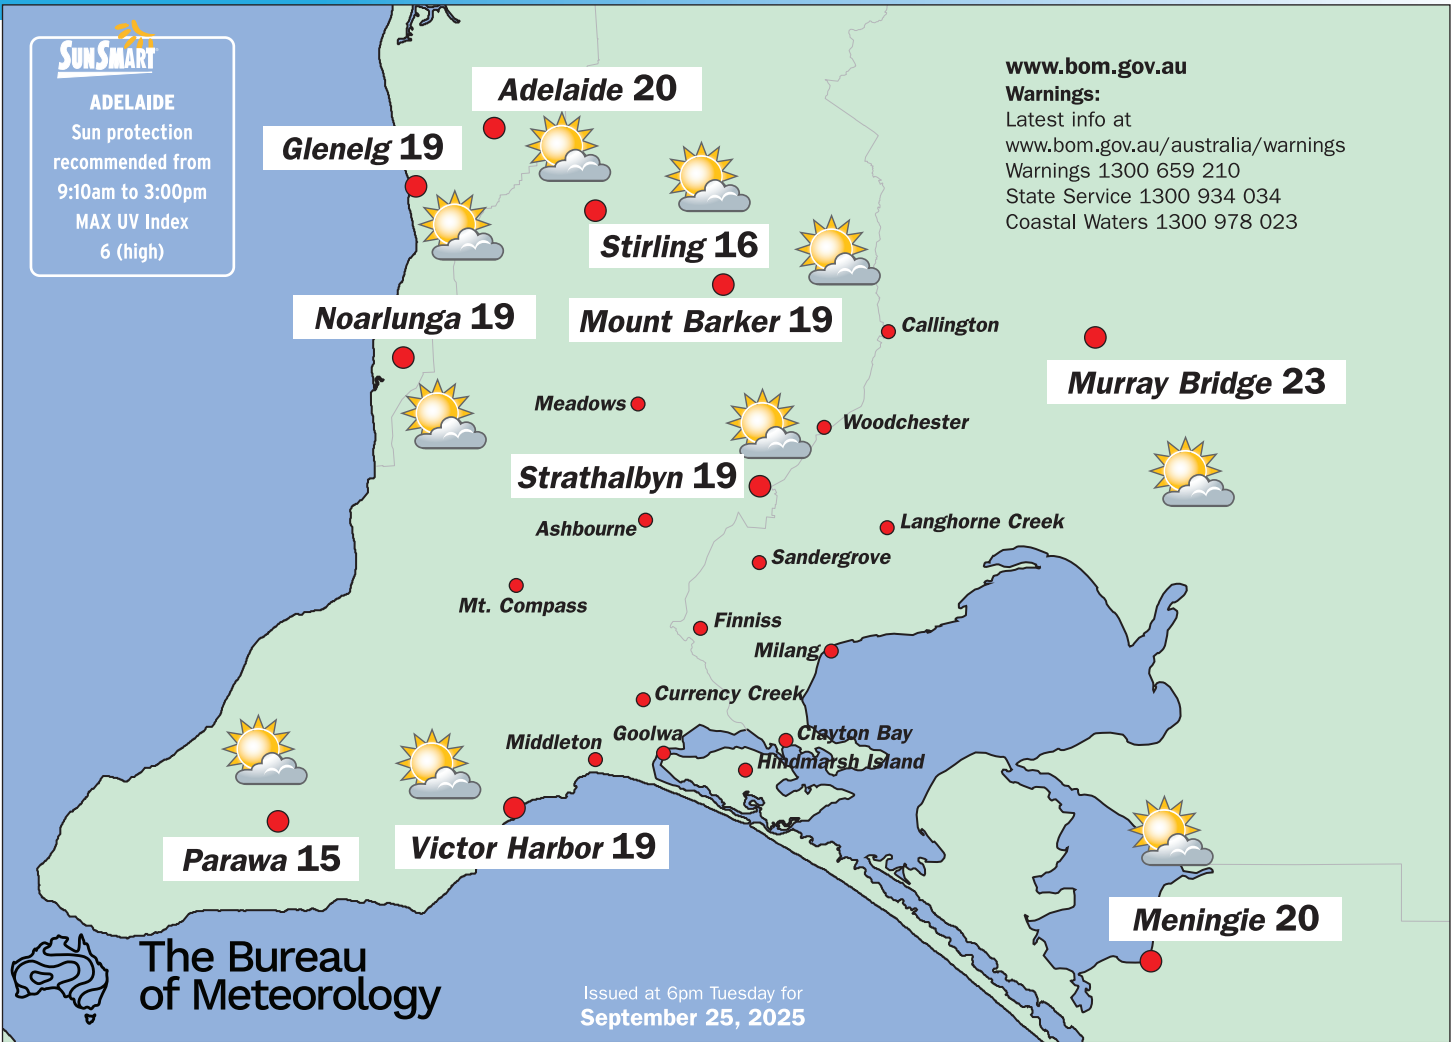 SUNSMART
ADELAIDE
Sun protection
recommended from
9:10am to 3:00pm
MAX UV Index
6 (high)
www.bom.gov.au
Warnings:
Latest info at
www.bom.gov.au/australia/warnings
Warnings 1300 659 210
State Service 1300 934 034
Coastal Waters 1300 978 023
Adelaide 20
Glenelg 19
Stirling 16
Noarlunga 19
Mount Barker 19
Callington
Murray Bridge 23
Meadows
Woodchester
Strathalbyn 19
Ashbourne
Langhorne Creek
Sandergrove
Mt. Compass
Finniss
Milang
Currency Creek
Middleton
Goolwa
Clayton Bay
Hindmarsh Island
Parawa 15
Victor Harbor 19
Meningie 20
The Bureau
of Meteorology
Issued at 6pm Tuesday for
September 25, 2025